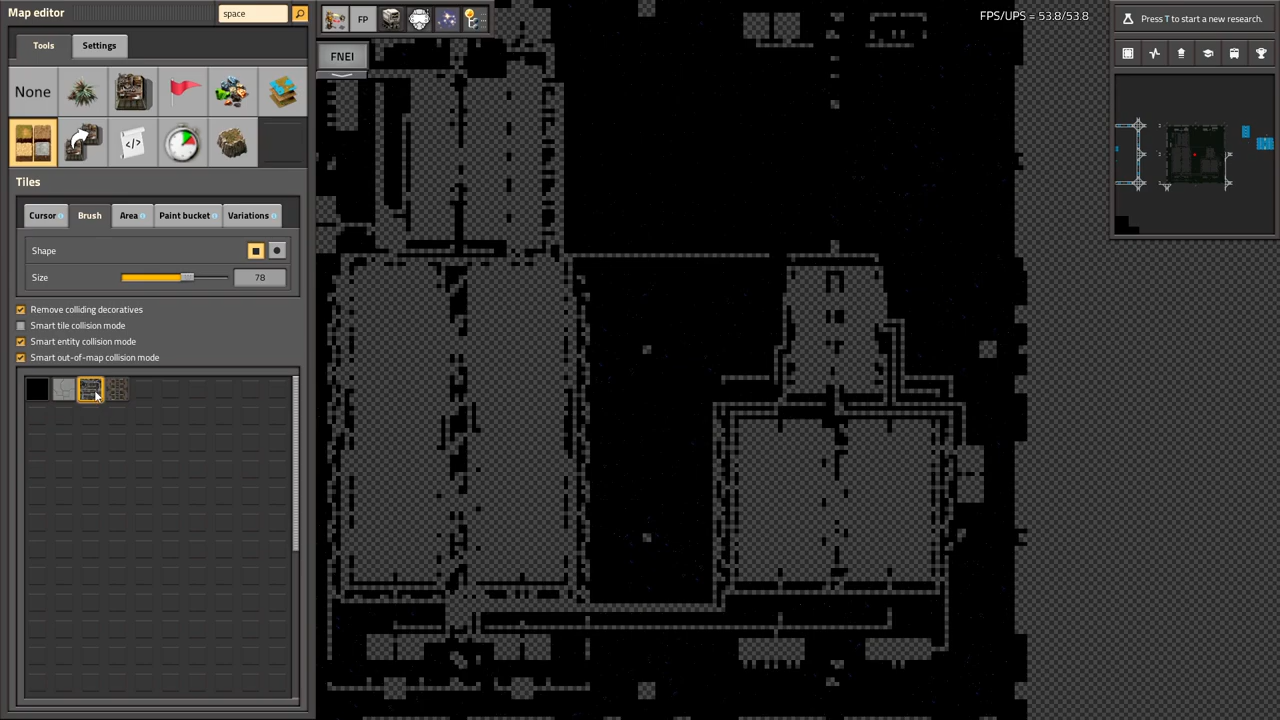 Map editor
space
FP
FPS/UPS = 53.8/53.8
Press T to start a new research.
Tools
Settings
FNEI
None
</>
Tiles
Cursor
Brush
Area
Paint bucket
Variations
Shape
Size
78
Remove colliding decoratives
Smart tile collision mode
Smart entity collision mode
Smart out-of-map collision mode